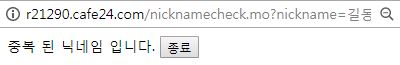 r21290.cafe24.com/nicknamecheck.mo?nickname=길동
중복 된 닉네임 입니다. 종료